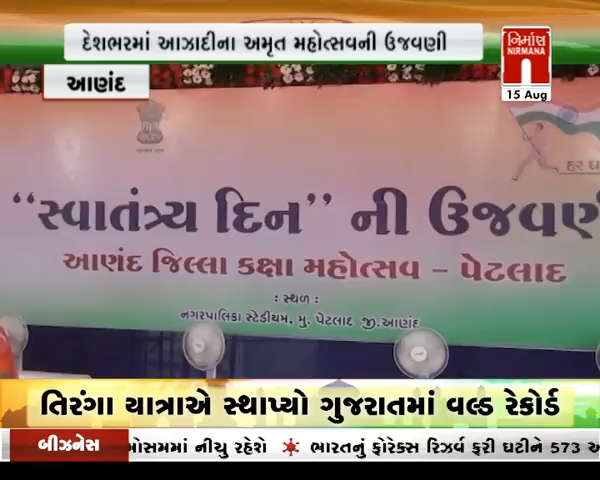 દેશભરમાં આઝાદીના અમૃત મહોત્સવની ઉજવણી
નિર્માણ
NIRMANA
15 Aug
આણંદ
હર
“સ્વાતંત્ર્ય દિન” ની ઉજવણી
આણંદ જિલ્લા કક્ષા મહોત્સવ – પેટલાદ
: સ્થળ :
નગરપાલિકા સ્ટેડીયમ, મુ. પેટલાદ જી.આણંદ
તિરંગા યાત્રાએ સ્થાપ્યો ગુજરાતમાં વર્લ્ડ રેકોર્ડ
બીઝનેસ
નીચુ રહેશે ભારતનું ફોરેક્સ રિઝર્વ ફરી ઘટીને 573